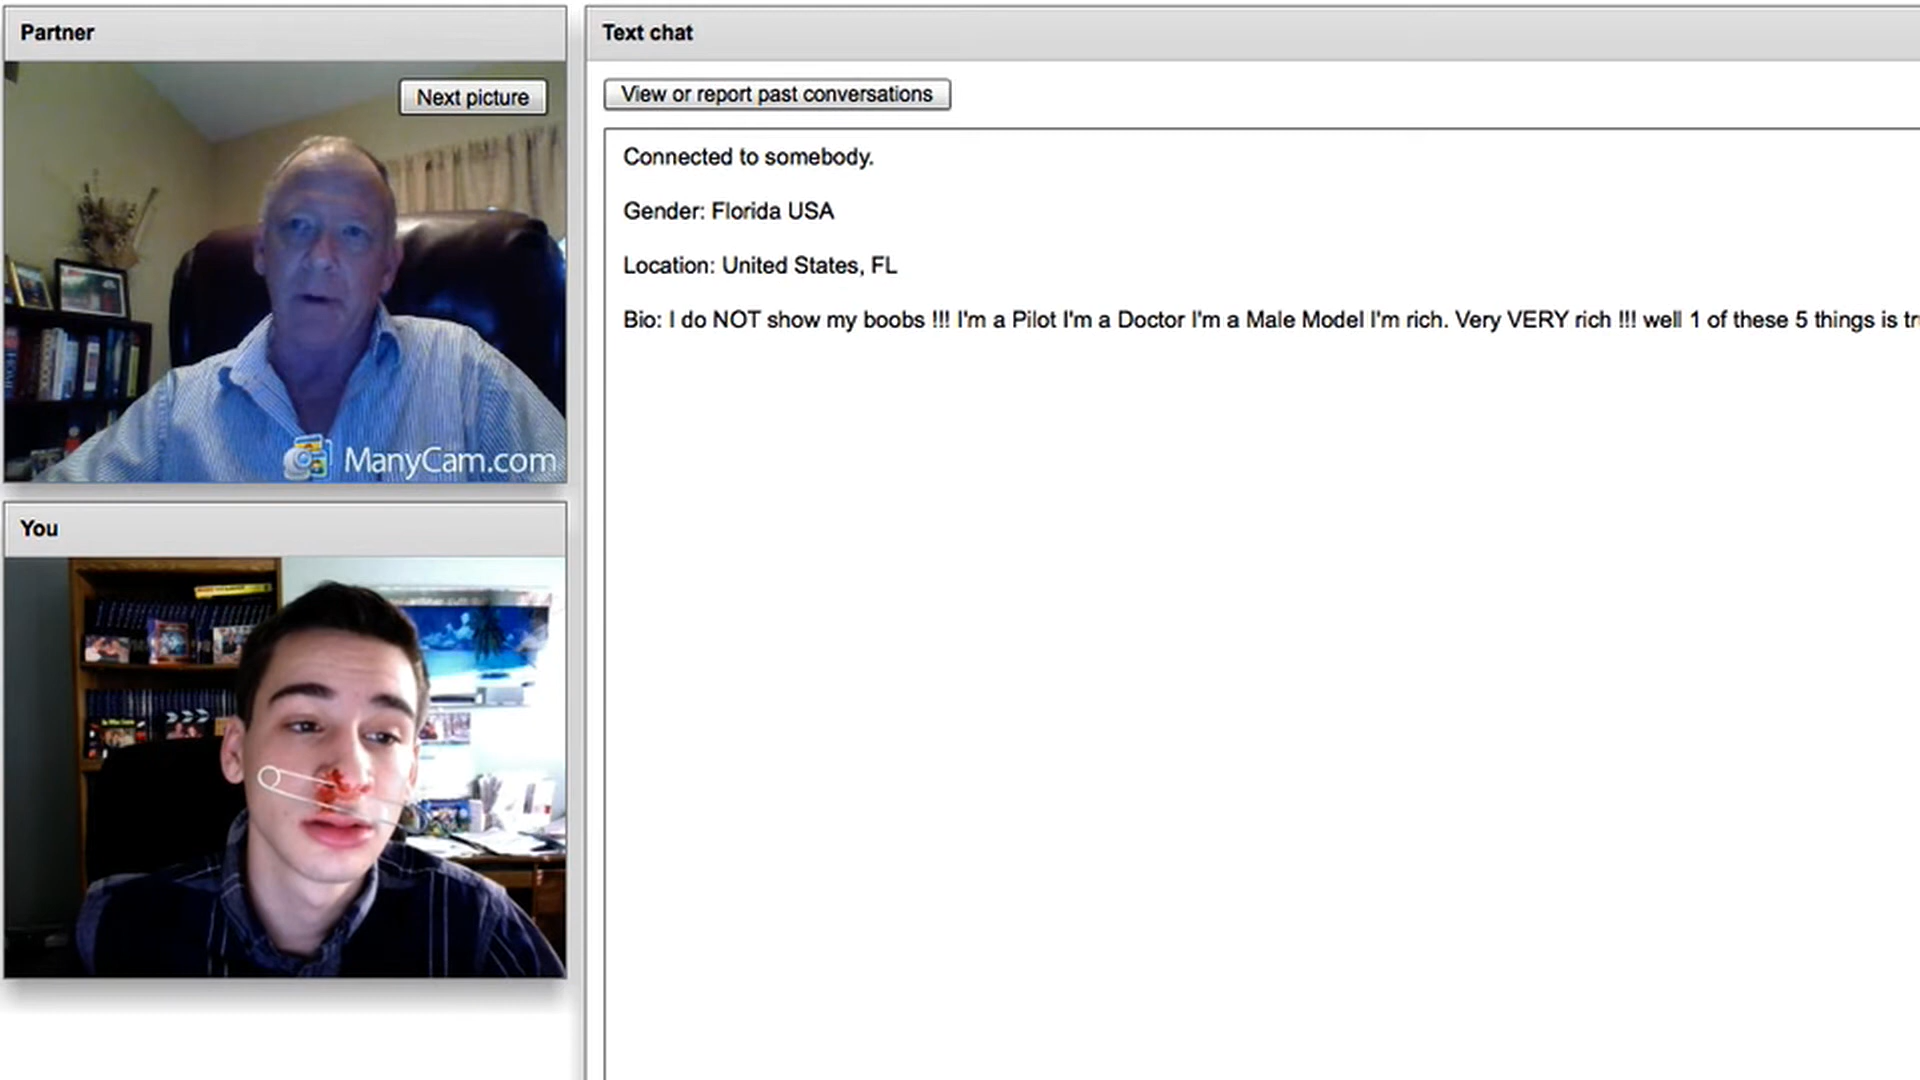 Partner
Next picture
ManyCam.com
You
Text chat
View or report past conversations
Connected to somebody.
Gender: Florida USA
Location: United States, FL
Bio: I do NOT show my boobs !!! I'm a Pilot I'm a Doctor I'm a Male Model I'm rich. Very VERY rich !!! well 1 of these 5 things is